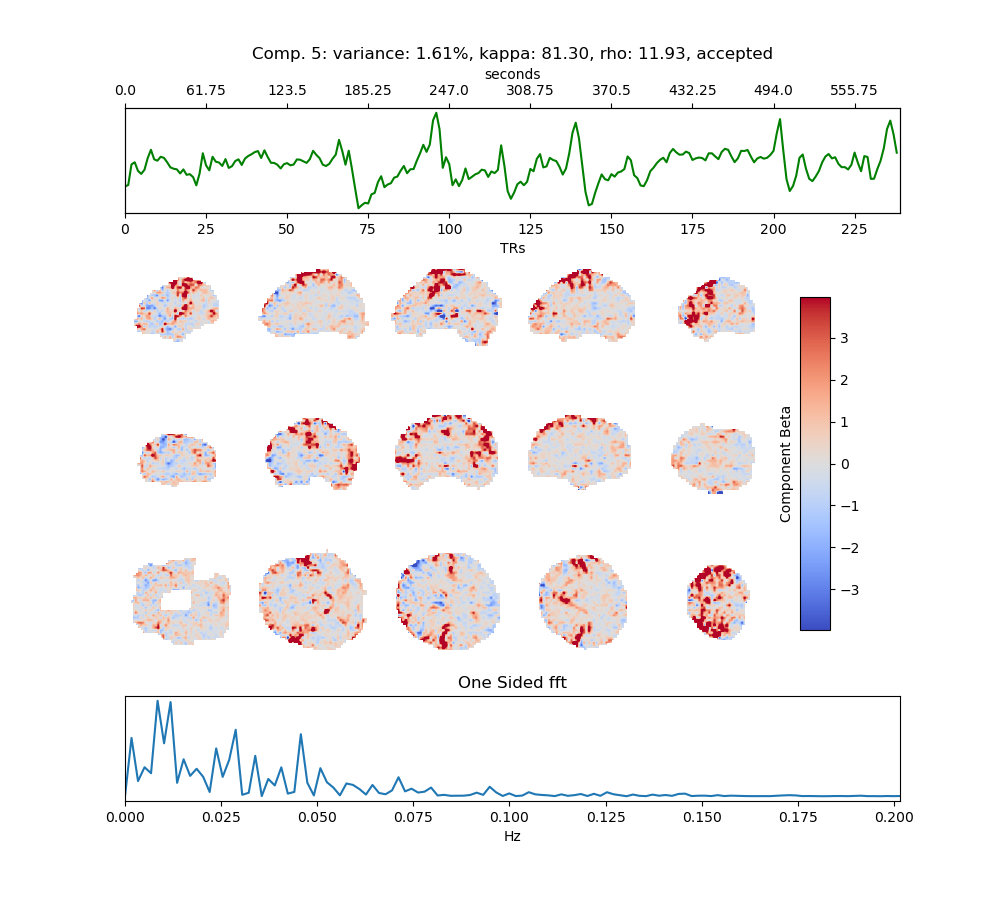 Comp. 5: variance: 1.61%, kappa: 81.30, rho: 11.93, accepted
seconds
0.0 61.75 123.5 185.25 247.0 308.75 370.5 432.25 494.0 555.75
0 25 50 75 100 125 150 175 200 225
TRs
3
2
1
0
−1
−2
−3
Component Beta
One Sided fft
0.000 0.025 0.050 0.075 0.100 0.125 0.150 0.175 0.200
Hz